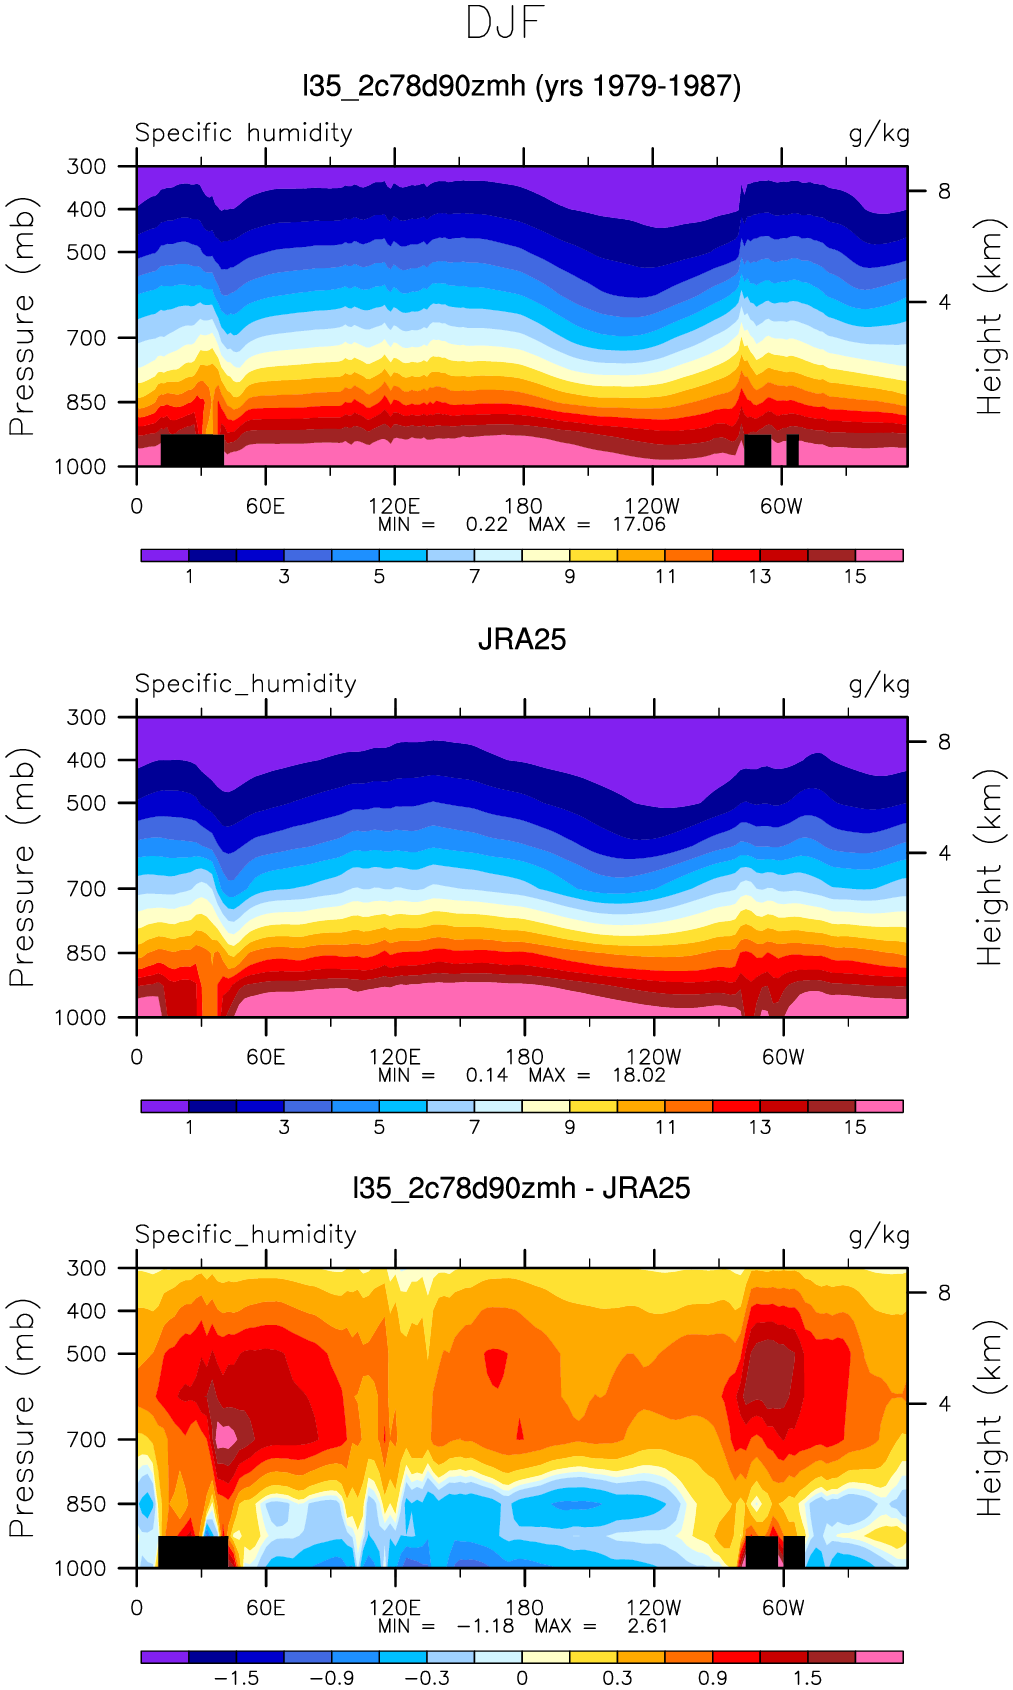 DJF
l35_2c78d90zmh (yrs 1979-1987)
Specific humidity g/kg
300
400
500
700
850
1000
Pressure (mb)
8
4
Height (km)
0 60E 120E 180 120W 60W
MIN = 0.22 MAX = 17.06
1 3 5 7 9 11 13 15
JRA25
Specific_humidity g/kg
300
400
500
700
850
1000
Pressure (mb)
8
4
Height (km)
0 60E 120E 180 120W 60W
MIN = 0.14 MAX = 18.02
1 3 5 7 9 11 13 15
l35_2c78d90zmh - JRA25
Specific_humidity g/kg
300
400
500
700
850
1000
Pressure (mb)
8
4
Height (km)
0 60E 120E 180 120W 60W
MIN = −1.18 MAX = 2.61
−1.5 −0.9 −0.3 0 0.3 0.9 1.5